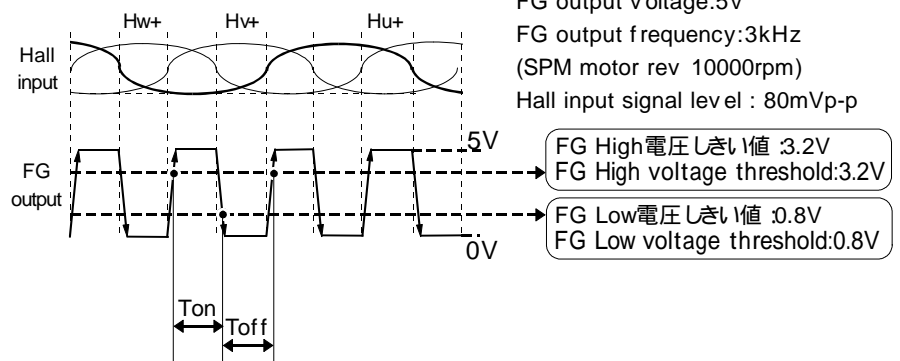 FG output voltage:5V
Hw+ Hv+ Hu+
FG output frequency:3kHz
Hall
input
(SPM motor rev 10000rpm)
Hall input signal level : 80mVp-p
5V
FG High電圧しきい値 :3.2V
FG High voltage threshold:3.2V
FG
output
FG Low電圧しきい値 :0.8V
FG Low voltage threshold:0.8V
0V
Ton
Toff